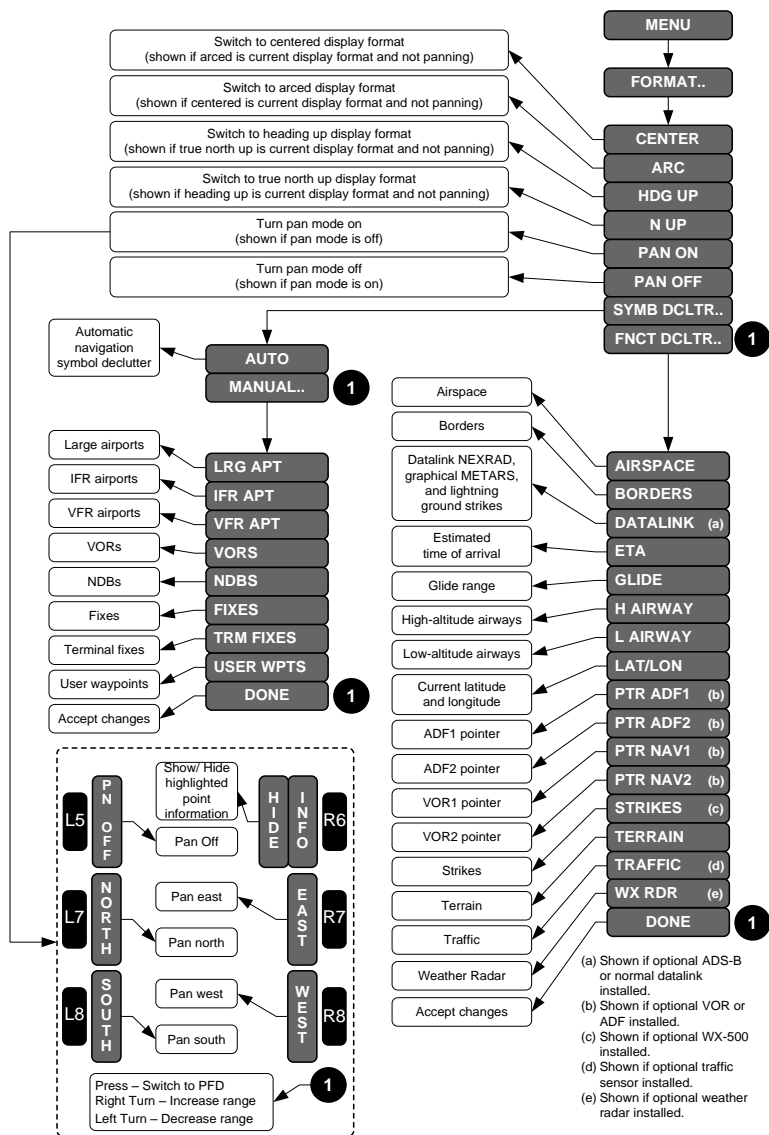 MENU
FORMAT..
Switch to centered display format
(shown if arced is current display format and not panning)
CENTER
Switch to arced display format
(shown if centered is current display format and not panning)
ARC
Switch to heading up display format
(shown if true north up is current display format and not panning)
HDG UP
Switch to true north up display format
(shown if heading up is current display format and not panning)
N UP
Turn pan mode on
(shown if pan mode is off)
PAN ON
Turn pan mode off
(shown if pan mode is on)
PAN OFF
SYMB DCLTR..
FNCT DCLTR..
1
Automatic
navigation
symbol declutter
AUTO
MANUAL..
1
Large airports
LRG APT
IFR airports
IFR APT
VFR airports
VFR APT
VORs
VORS
NDBs
NDBS
Fixes
FIXES
Terminal fixes
TRM FIXES
User waypoints
USER WPTS
Accept changes
DONE
1
Airspace
AIRSPACE
Borders
BORDERS
Datalink NEXRAD,
graphical METARS,
and lightning
ground strikes
DATALINK (a)
Estimated
time of arrival
ETA
Glide range
GLIDE
High-altitude airways
H AIRWAY
Low-altitude airways
L AIRWAY
Current latitude
and longitude
LAT/LON
ADF1 pointer
PTR ADF1 (b)
ADF2 pointer
PTR ADF2 (b)
VOR1 pointer
PTR NAV1 (b)
VOR2 pointer
PTR NAV2 (b)
Strikes
STRIKES (c)
Terrain
TERRAIN
Traffic
TRAFFIC (d)
Weather Radar
WX RDR (e)
Accept changes
DONE
1
(a) Shown if optional ADS-B
or normal datalink
installed.
(b) Shown if optional VOR or
ADF installed.
(c) Shown if optional WX-500
installed.
(d) Shown if optional traffic
sensor installed.
(e) Shown if optional weather
radar installed.
L5
PN OFF
Pan Off
Show/ Hide
highlighted
point
information
HIDE
INFO
R6
L7
NORTH
Pan north
Pan east
EAST
R7
L8
SOUTH
Pan south
Pan west
WEST
R8
Press – Switch to PFD
Right Turn – Increase range
Left Turn – Decrease range
1